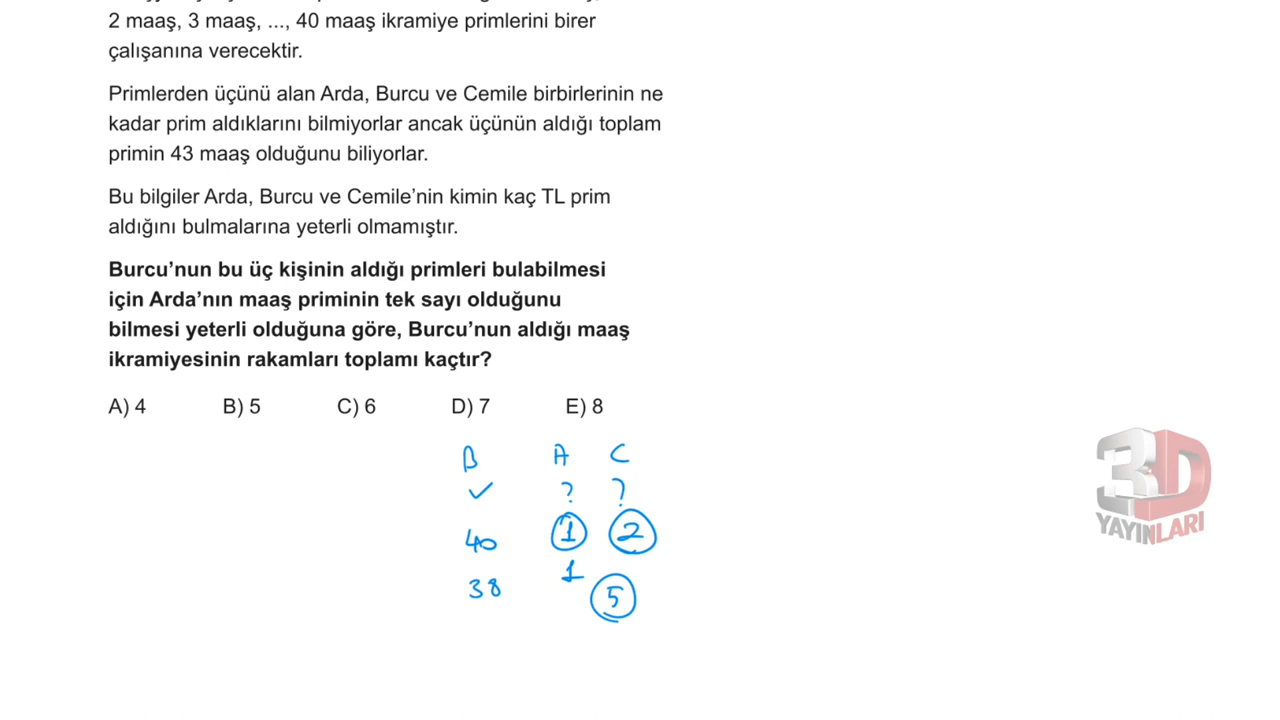 2 maaş, 3 maaş, ..., 40 maaş ikramiye primlerini birer
çalışanına verecektir.
Primlerden üçünü alan Arda, Burcu ve Cemile birbirlerinin ne
kadar prim aldıklarını bilmiyorlar ancak üçünün aldığı toplam
primin 43 maaş olduğunu biliyorlar.
Bu bilgiler Arda, Burcu ve Cemile’nin kimin kaç TL prim
aldığını bulmalarına yeterli olmamıştır.
Burcu’nun bu üç kişinin aldığı primleri bulabilmesi
için Arda’nın maaş priminin tek sayı olduğunu
bilmesi yeterli olduğuna göre, Burcu’nun aldığı maaş
ikramiyesinin rakamları toplamı kaçtır?
A) 4 B) 5 C) 6 D) 7 E) 8
B A C
✓ ? ?
40 1 2
38 1 5
3D
YAYINLARI